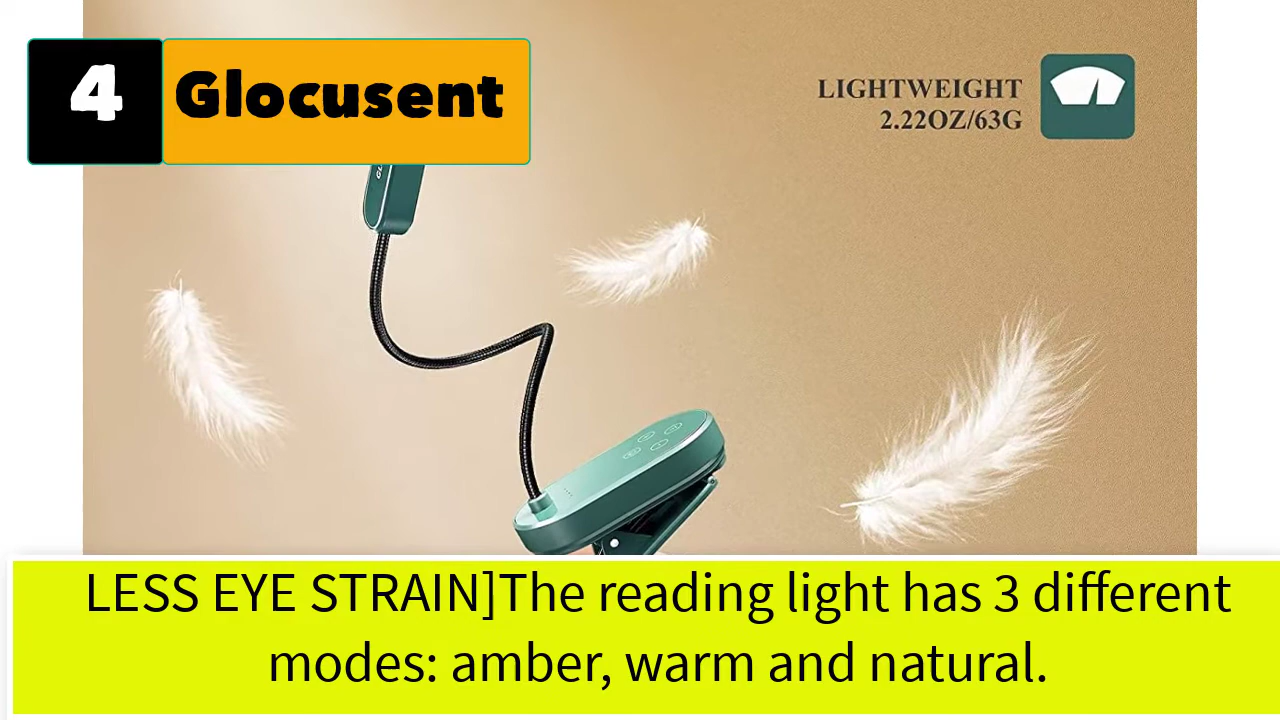 4 Glocusent
LIGHTWEIGHT
2.22OZ/63G
LESS EYE STRAIN]The reading light has 3 different
modes: amber, warm and natural.